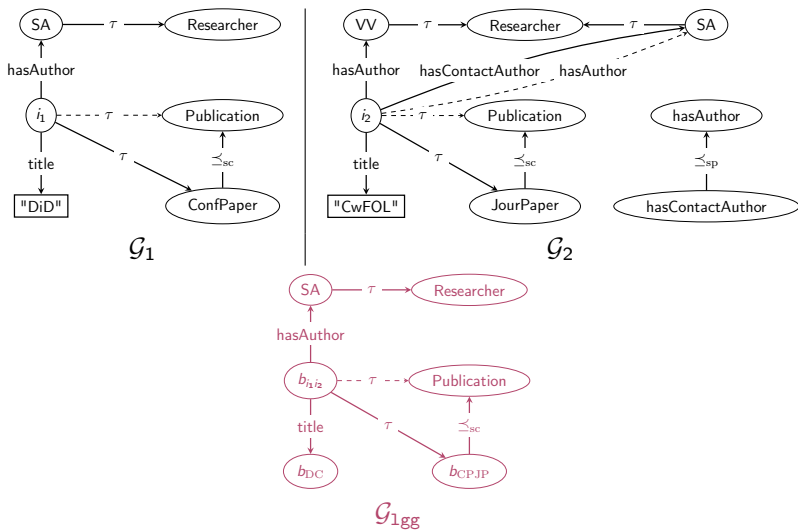 SA τ Researcher VV τ Researcher τ SA
hasAuthor hasAuthor hasContactAuthor hasAuthor
i₁ τ Publication i₂ τ Publication hasAuthor
title τ ⪯sc title τ ⪯sc ⪯sp
"DiD" ConfPaper "CwFOL" JourPaper hasContactAuthor
𝒢₁ 𝒢₂
SA τ Researcher
hasAuthor
b_{i₁i₂} τ Publication
title τ ⪯sc
b_DC b_CPJP
𝒢_lgg